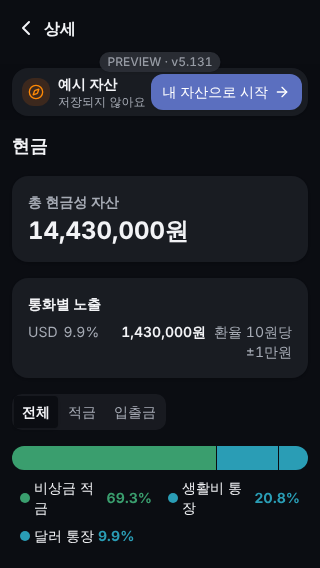 상세
PREVIEW · v5.131
예시 자산
저장되지 않아요
내 자산으로 시작 →
현금
총 현금성 자산
14,430,000원
통화별 노출
USD 9.9% 1,430,000원 환율 10원당
±1만원
전체 적금 입출금
비상금 적금 69.3%
생활비 통장 20.8%
달러 통장 9.9%